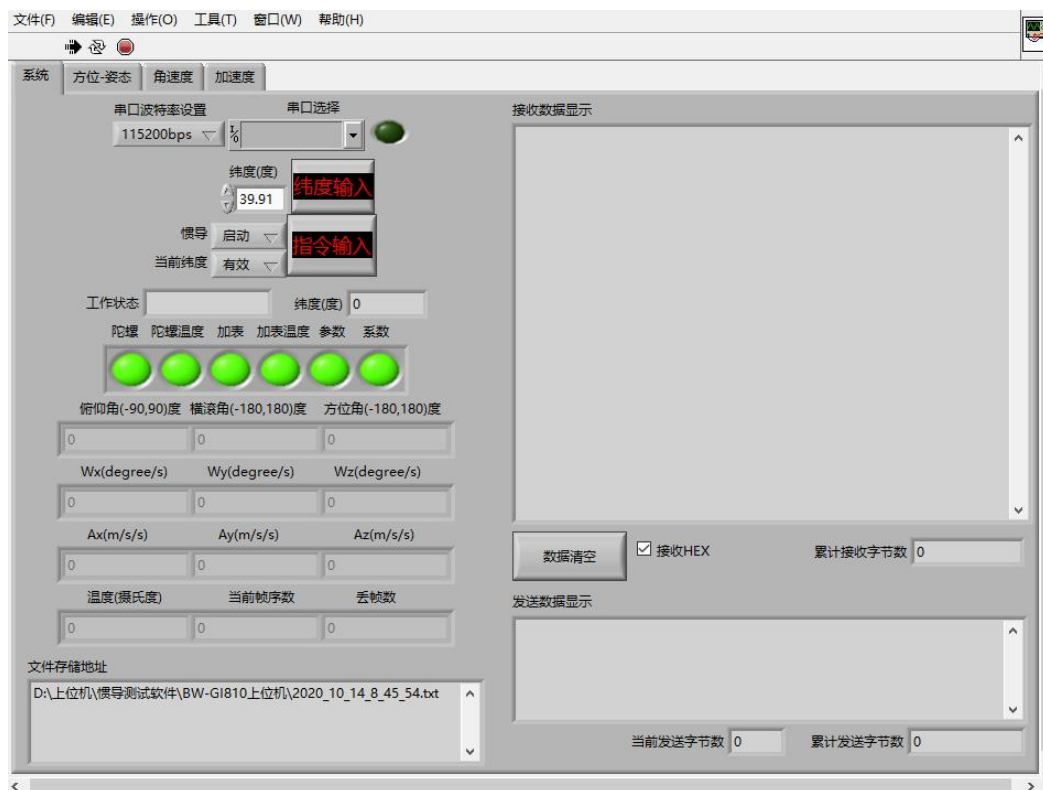 文件(F) 编辑(E) 操作(O) 工具(T) 窗口(W) 帮助(H)
系统 方位-姿态 角速度 加速度
串口波特率设置 串口选择
115200bps
纬度(度)
39.91
纬度输入
惯导 启动
当前纬度 有效
指令输入
工作状态 纬度(度) 0
陀螺 陀螺温度 加表 加表温度 参数 系数
俯仰角(-90,90)度 横滚角(-180,180)度 方位角(-180,180)度
0 0 0
Wx(degree/s) Wy(degree/s) Wz(degree/s)
0 0 0
Ax(m/s/s) Ay(m/s/s) Az(m/s/s)
0 0 0
温度(摄氏度) 当前帧序数 丢帧数
0 0 0
文件存储地址
D:\上位机\惯导测试软件\BW-GI810上位机\2020_10_14_8_45_54.txt
接收数据显示
数据清空 接收HEX 累计接收字节数 0
发送数据显示
当前发送字节数 0 累计发送字节数 0